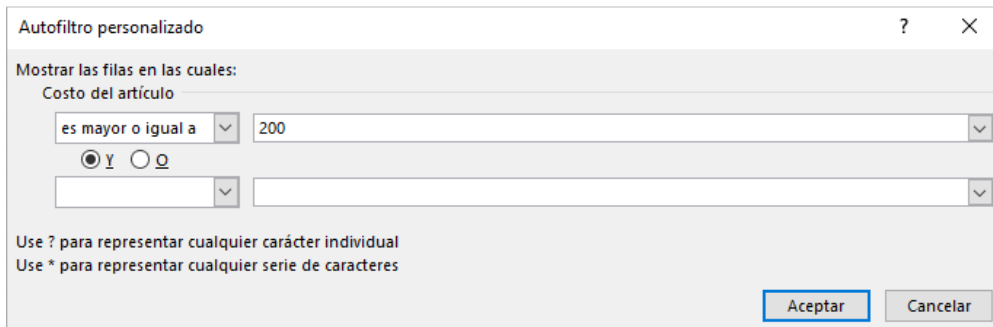 Autofiltro personalizado ? X
Mostrar las filas en las cuales:
Costo del artículo
es mayor o igual a 200
Y O
Use ? para representar cualquier carácter individual
Use * para representar cualquier serie de caracteres
Aceptar Cancelar